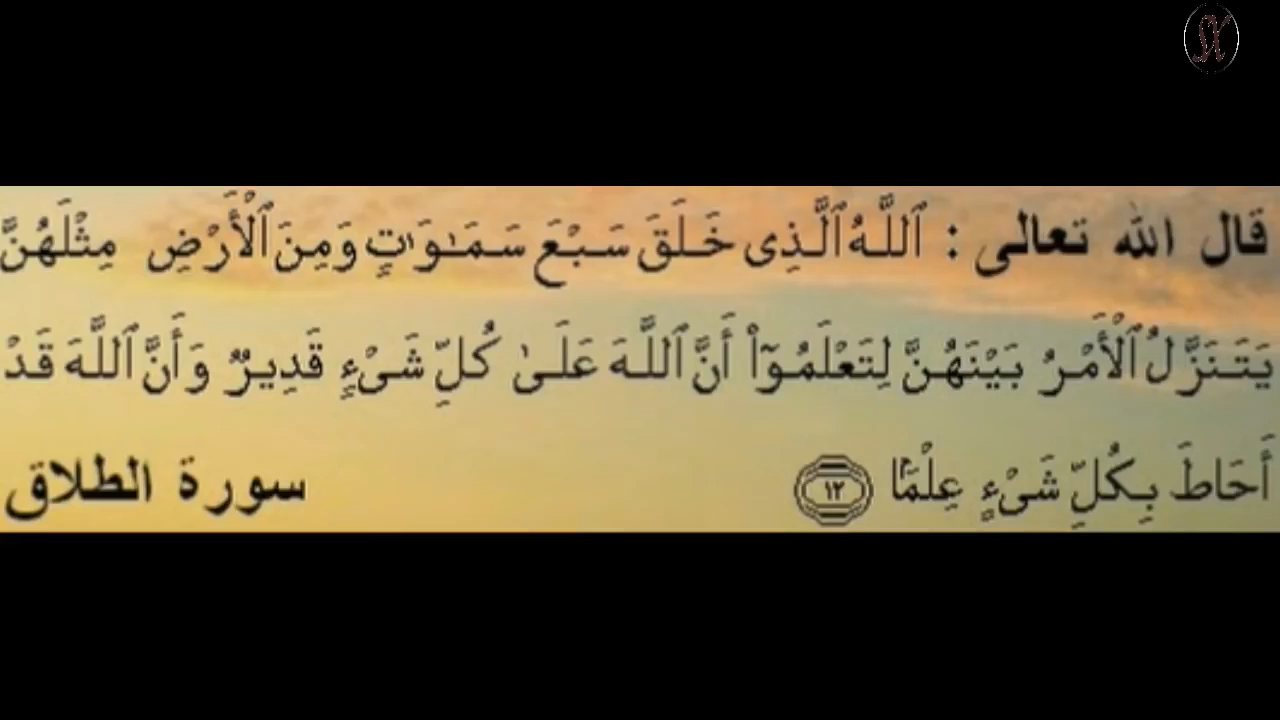 قال الله تعالى : ٱللَّهُ ٱلَّذِى خَلَقَ سَبْعَ سَمَٰوَٰتٍ وَمِنَ ٱلْأَرْضِ مِثْلَهُنَّ
يَتَنَزَّلُ ٱلْأَمْرُ بَيْنَهُنَّ لِتَعْلَمُوٓا۟ أَنَّ ٱللَّهَ عَلَىٰ كُلِّ شَىْءٍ قَدِيرٌ وَأَنَّ ٱللَّهَ قَدْ
أَحَاطَ بِكُلِّ شَىْءٍ عِلْمًۢا ١٢ سورة الطلاق